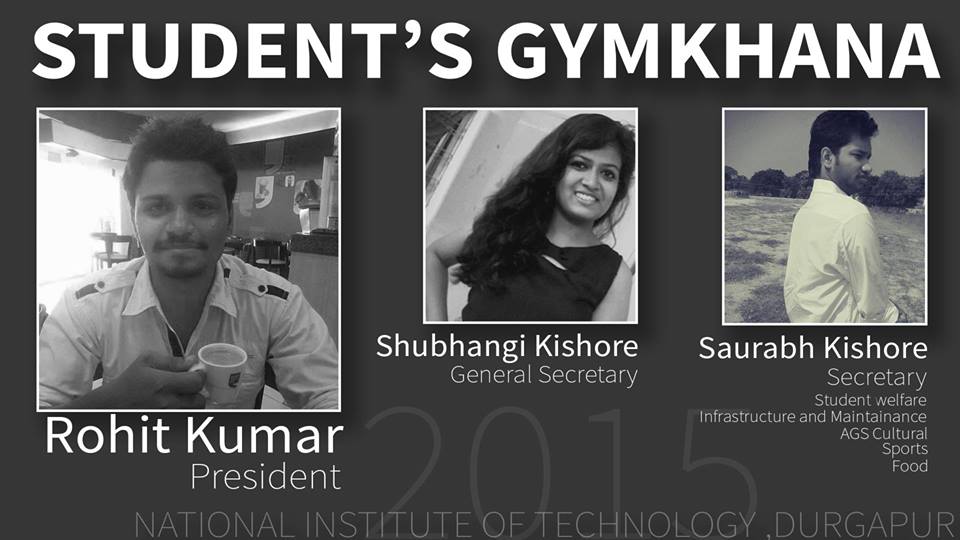 STUDENT’S GYMKHANA
Rohit Kumar
President
Shubhangi Kishore
General Secretary
Saurabh Kishore
Secretary
Student welfare
Infrastructure and Maintainance
AGS Cultural
Sports
Food
2015
NATIONAL INSTITUTE OF TECHNOLOGY ,DURGAPUR